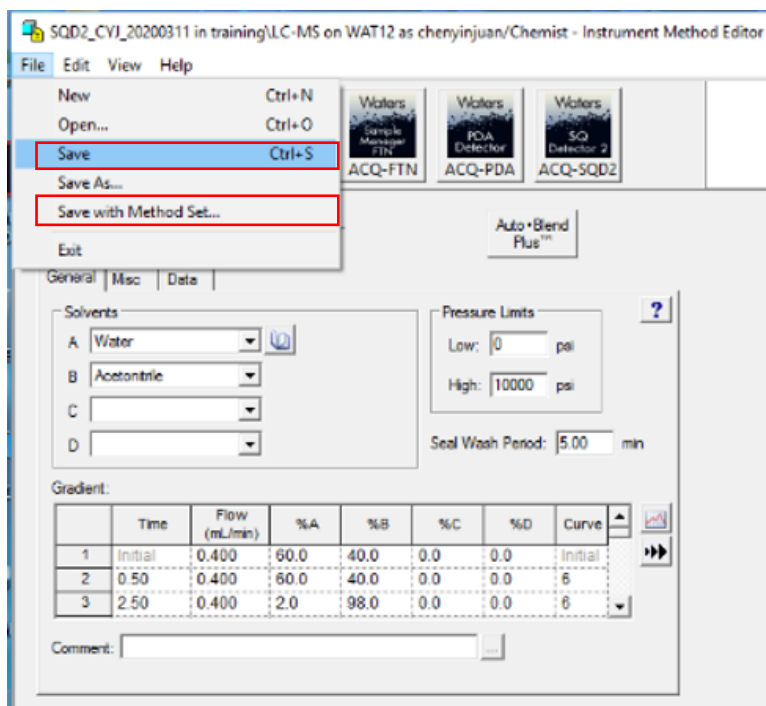 SQD2_CYJ_20200311 in training\LC-MS on WAT12 as chenyinjuan/Chemist - Instrument Method Editor
File Edit View Help
New Ctrl+N
Open... Ctrl+O
Save Ctrl+S
Save As...
Save with Method Set...
Exit
Waters Sample Manager FTN
ACQ-FTN
Waters PDA Detector
ACQ-PDA
Waters SQ Detector 2
ACQ-SQD2
Auto•Blend Plus™
General Misc Data
Solvents
A Water
B Acetonitrile
C
D
Pressure Limits
Low: 0 psi
High: 10000 psi
?
Seal Wash Period: 5.00 min
Gradient:
Time Flow (mL/min) %A %B %C %D Curve
1 Initial 0.400 60.0 40.0 0.0 0.0 Initial
2 0.50 0.400 60.0 40.0 0.0 0.0 6
3 2.50 0.400 2.0 98.0 0.0 0.0 6
Comment:
...